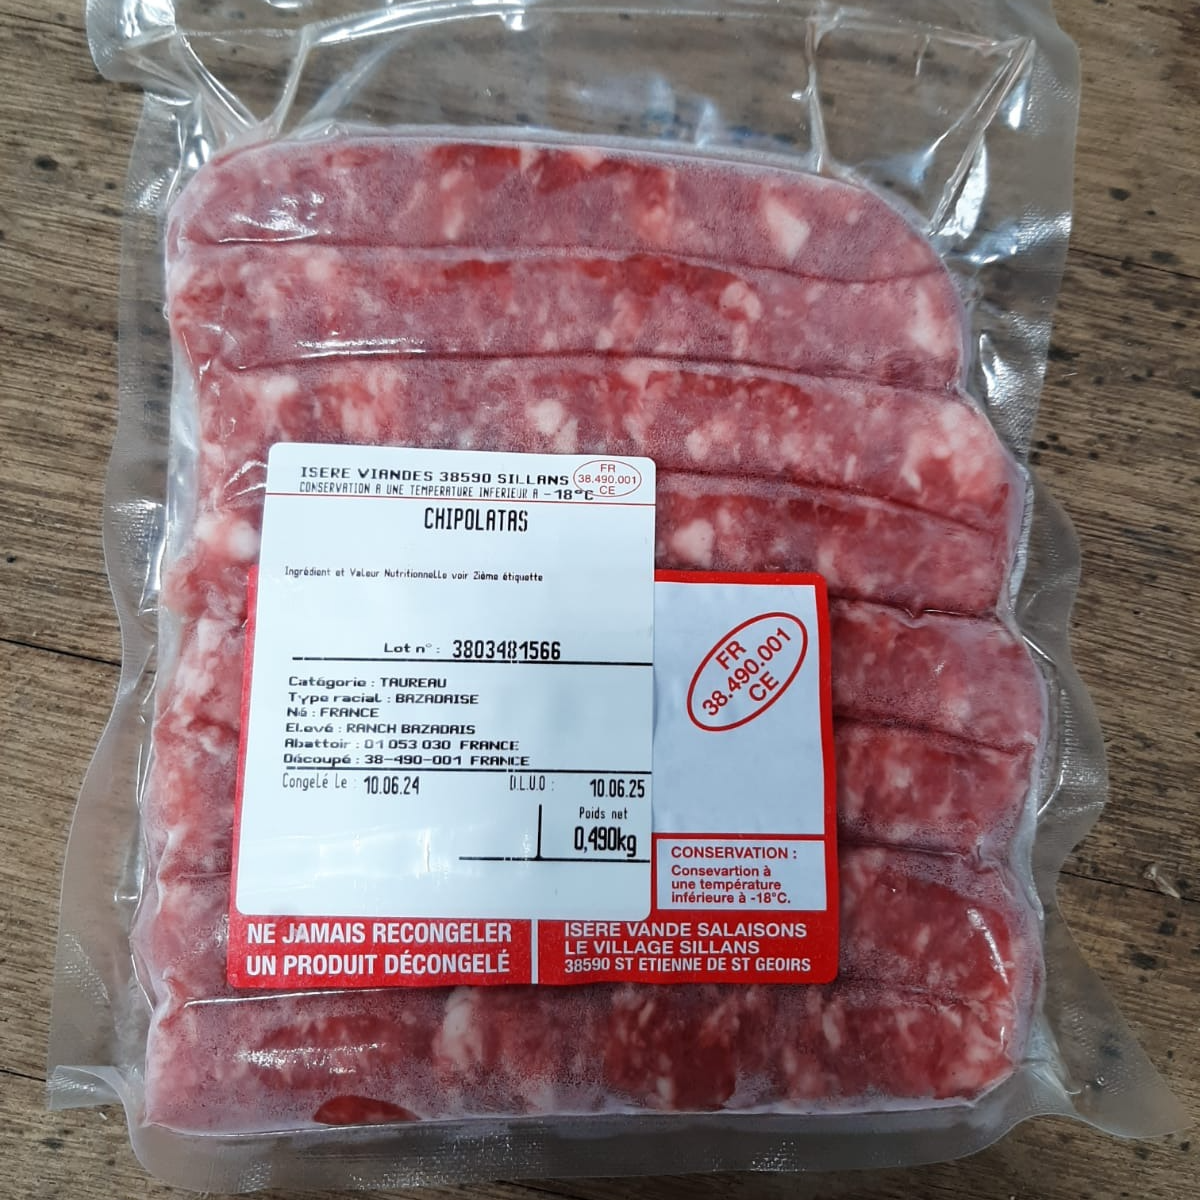 ISERE VIANDES 38590 SILLANS
FR
38.490.001
CE
CONSERVATION A UNE TEMPERATURE INFERIEUR A -18°C
CHIPOLATAS
Ingrédient et Valeur Nutritionnelle voir 2ième étiquette
Lot n° : 3803481566
Catégorie : TAUREAU
Type racial : BAZADAISE
Né : FRANCE
Elevé : RANCH BAZADAIS
Abattoir : 01 053 030 FRANCE
Découpé : 38-490-001 FRANCE
Congelé Le : 10.06.24 D.L.U.O : 10.06.25
Poids net
0,490kg
FR
38.490.001
CE
CONSERVATION :
Consevartion à
une température
inférieure à -18°C.
NE JAMAIS RECONGELER
UN PRODUIT DÉCONGELÉ
ISÈRE VANDE SALAISONS
LE VILLAGE SILLANS
38590 ST ETIENNE DE ST GEOIRS